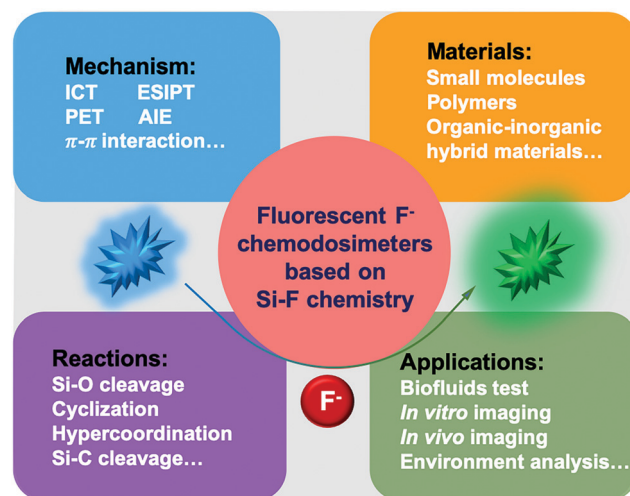 Mechanism:
ICT ESIPT
PET AIE
π-π interaction…
Materials:
Small molecules
Polymers
Organic-inorganic
hybrid materials…
Fluorescent F⁻
chemodosimeters
based on
Si-F chemistry
Reactions:
Si-O cleavage
Cyclization
Hypercoordination
Si-C cleavage…
F⁻
Applications:
Biofluids test
In vitro imaging
In vivo imaging
Environment analysis…